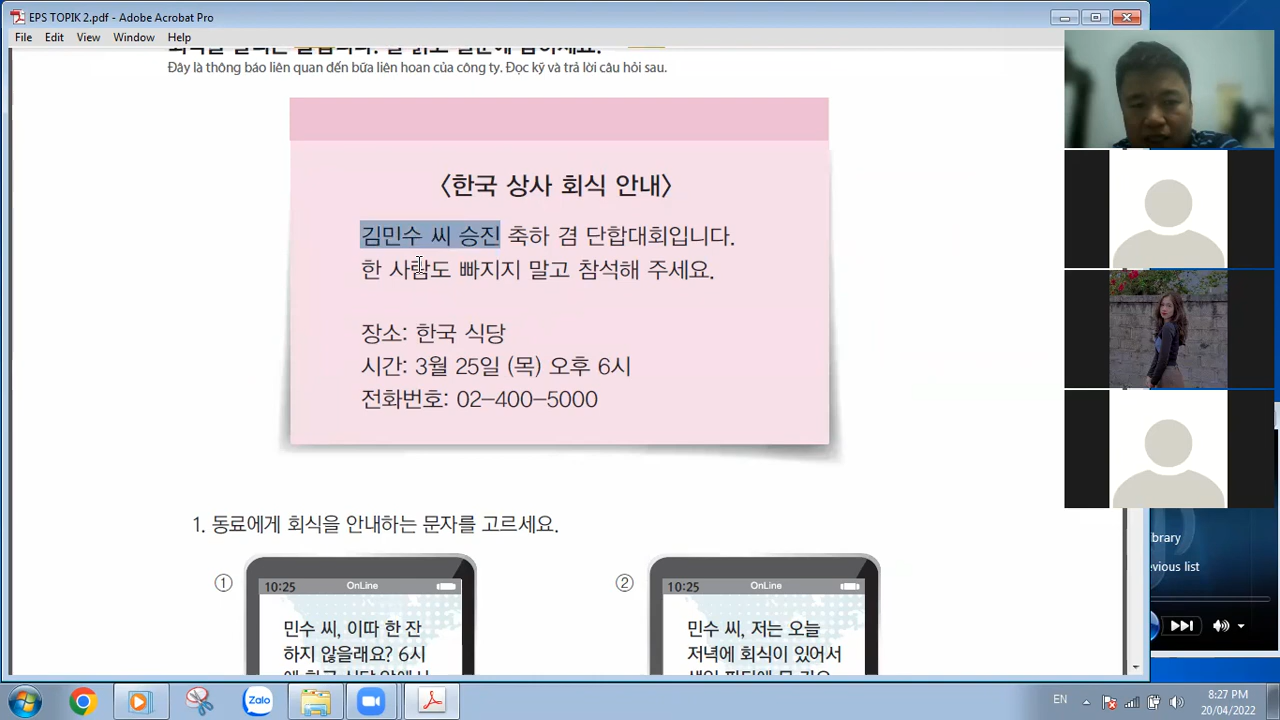 EPS TOPIK 2.pdf - Adobe Acrobat Pro
File Edit View Window Help
Đây là thông báo liên quan đến bữa liên hoan của công ty. Đọc kỹ và trả lời câu hỏi sau.
〈한국 상사 회식 안내〉
김민수 씨 승진 축하 겸 단합대회입니다.
한 사람도 빠지지 말고 참석해 주세요.
장소: 한국 식당
시간: 3월 25일 (목) 오후 6시
전화번호: 02-400-5000
1. 동료에게 회식을 안내하는 문자를 고르세요.
①
10:25 OnLine
민수 씨, 이따 한 잔
하지 않을래요? 6시
②
10:25 OnLine
민수 씨, 저는 오늘
저녁에 회식이 있어서
ibrary
evious list
Zalo
EN
8:27 PM
20/04/2022